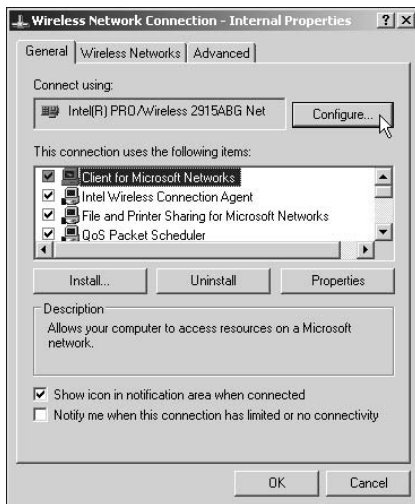 Wireless Network Connection - Internal Properties
General
Wireless Networks
Advanced
Connect using:
Intel(R) PRO/Wireless 2915ABG Net
Configure...
This connection uses the following items:
Client for Microsoft Networks
Intel Wireless Connection Agent
File and Printer Sharing for Microsoft Networks
QoS Packet Scheduler
Install...
Uninstall
Properties
Description
Allows your computer to access resources on a Microsoft
network.
Show icon in notification area when connected
Notify me when this connection has limited or no connectivity
OK
Cancel